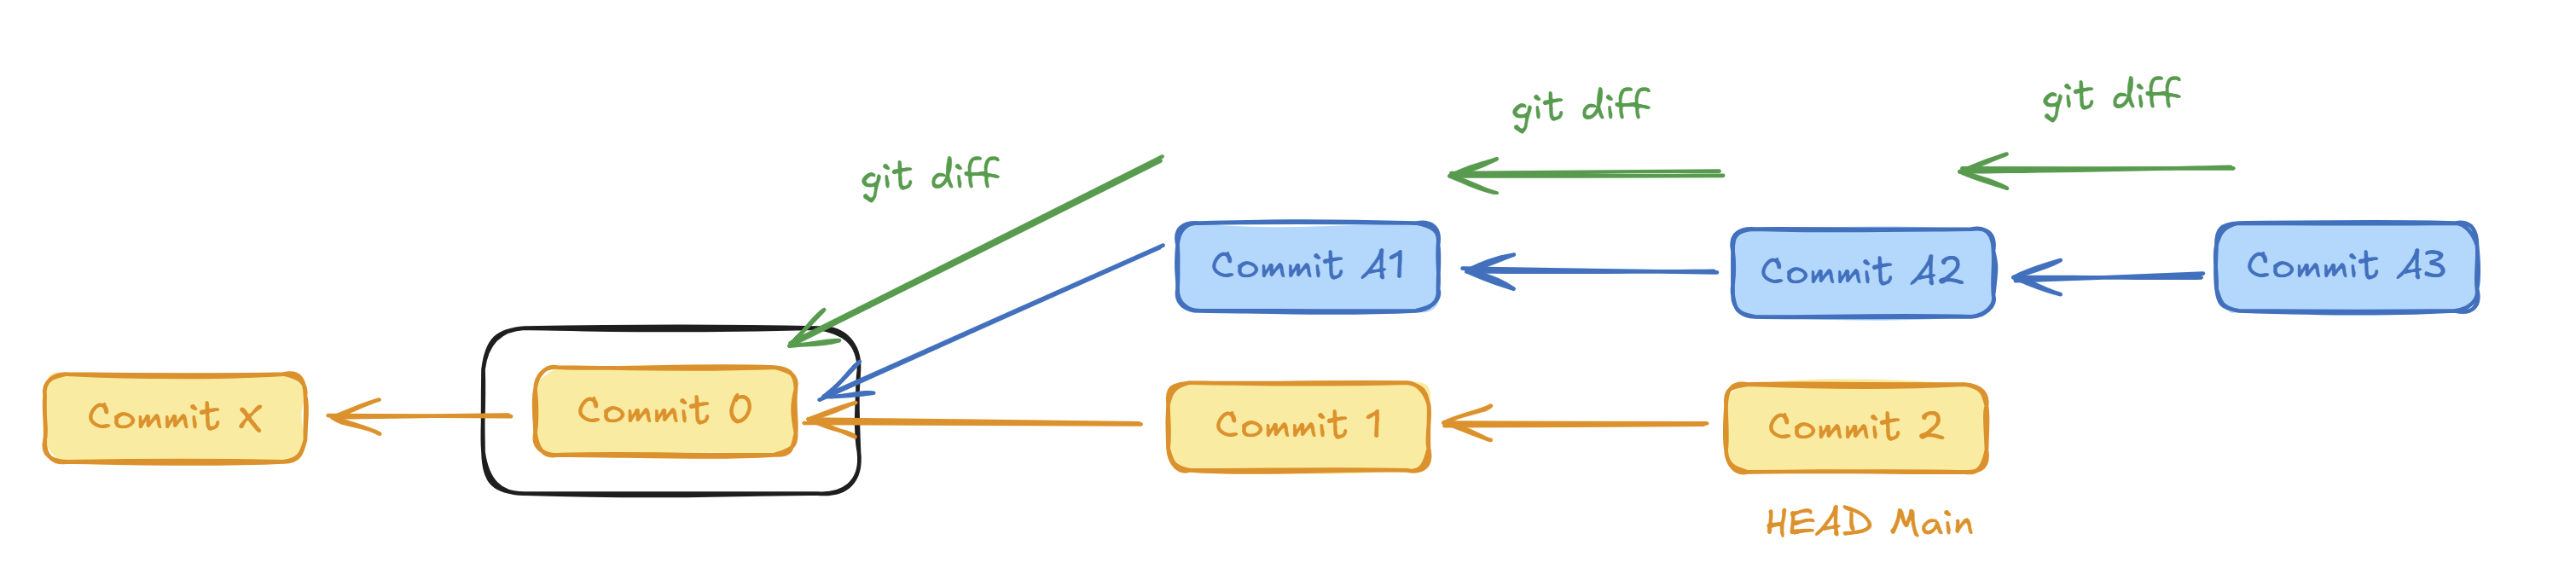 git diff
git diff
git diff
Commit A1
Commit A2
Commit A3
Commit X
Commit 0
Commit 1
Commit 2
HEAD Main